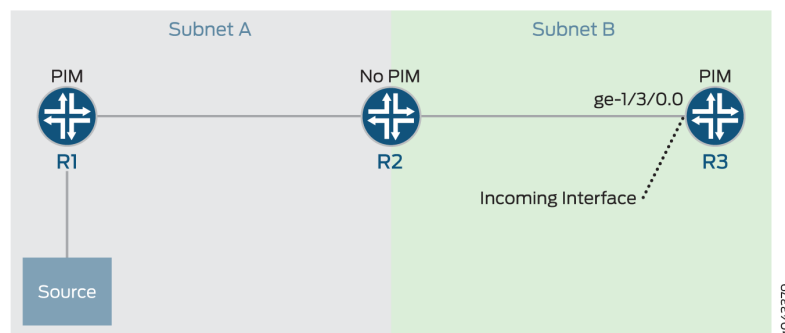 Subnet A
Subnet B
PIM
No PIM
PIM
ge-1/3/0.0
R1
R2
R3
Incoming Interface
Source